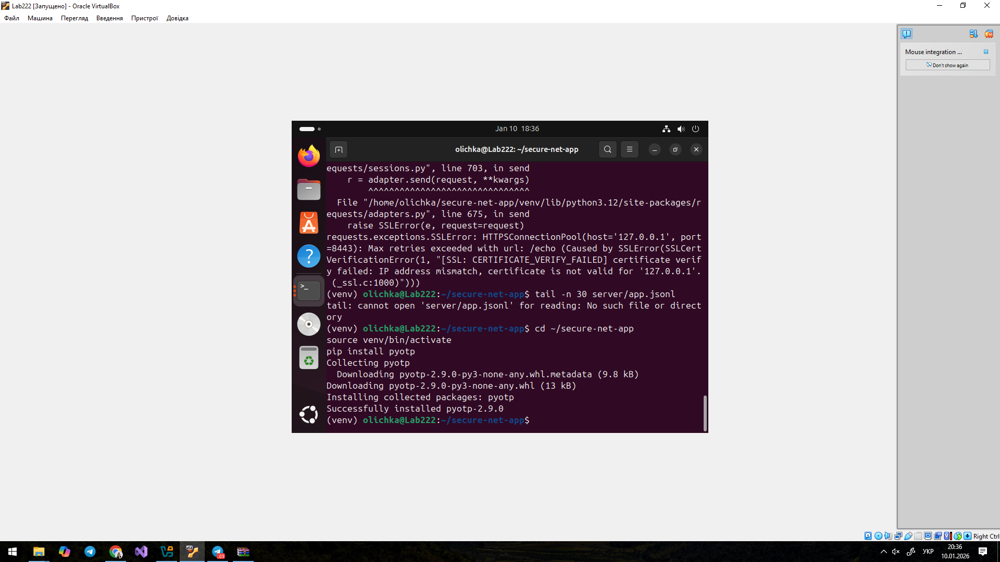 Lab222 [Запущено] - Oracle VirtualBox
Файл Машина Перегляд Введення Пристрої Довідка
Mouse integration ...
Don't show again
Jan 10 18:36
olichka@Lab222: ~/secure-net-app
equests/sessions.py", line 703, in send
    r = adapter.send(request, **kwargs)
        ^^^^^^^^^^^^^^^^^^^^^^^^^^^^^^^
  File "/home/olichka/secure-net-app/venv/lib/python3.12/site-packages/r
equests/adapters.py", line 675, in send
    raise SSLError(e, request=request)
requests.exceptions.SSLError: HTTPSConnectionPool(host='127.0.0.1', port
=8443): Max retries exceeded with url: /echo (Caused by SSLError(SSLCert
VerificationError(1, "[SSL: CERTIFICATE_VERIFY_FAILED] certificate verif
y failed: IP address mismatch, certificate is not valid for '127.0.0.1'.
 (_ssl.c:1000)")))
(venv) olichka@Lab222:~/secure-net-app$ tail -n 30 server/app.jsonl
tail: cannot open 'server/app.jsonl' for reading: No such file or direct
ory
(venv) olichka@Lab222:~/secure-net-app$ cd ~/secure-net-app
source venv/bin/activate
pip install pyotp
Collecting pyotp
  Downloading pyotp-2.9.0-py3-none-any.whl.metadata (9.8 kB)
Downloading pyotp-2.9.0-py3-none-any.whl (13 kB)
Installing collected packages: pyotp
Successfully installed pyotp-2.9.0
(venv) olichka@Lab222:~/secure-net-app$
Right Ctrl
УКР
20:36
10.01.2026